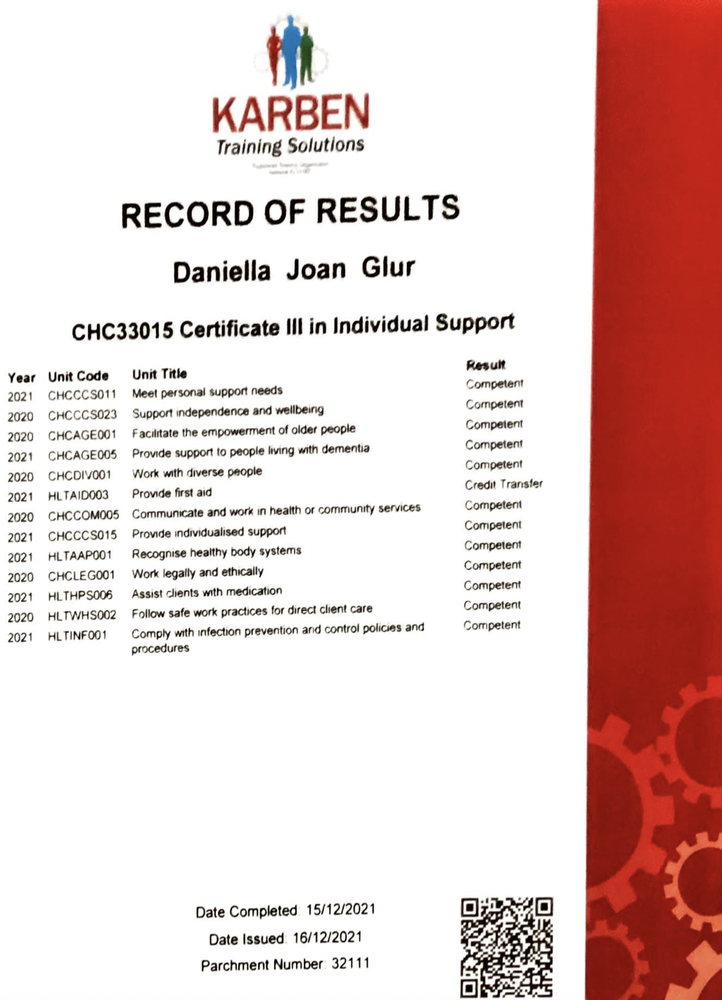 KARBEN
Training Solutions
RECORD OF RESULTS
Daniella Joan Glur
CHC33015 Certificate III in Individual Support
Year Unit Code Unit Title Result
2021 CHCCCS011 Meet personal support needs Competent
2020 CHCCCS023 Support independence and wellbeing Competent
2020 CHCAGE001 Facilitate the empowerment of older people Competent
2021 CHCAGE005 Provide support to people living with dementia Competent
2020 CHCDIV001 Work with diverse people Competent
2021 HLTAID003 Provide first aid Credit Transfer
2020 CHCCOM005 Communicate and work in health or community services Competent
2021 CHCCCS015 Provide individualised support Competent
2021 HLTAAP001 Recognise healthy body systems Competent
2020 CHCLEG001 Work legally and ethically Competent
2021 HLTHPS006 Assist clients with medication Competent
2020 HLTWHS002 Follow safe work practices for direct client care Competent
2021 HLTINF001 Comply with infection prevention and control policies and Competent
procedures
Date Completed: 15/12/2021
Date Issued: 16/12/2021
Parchment Number: 32111